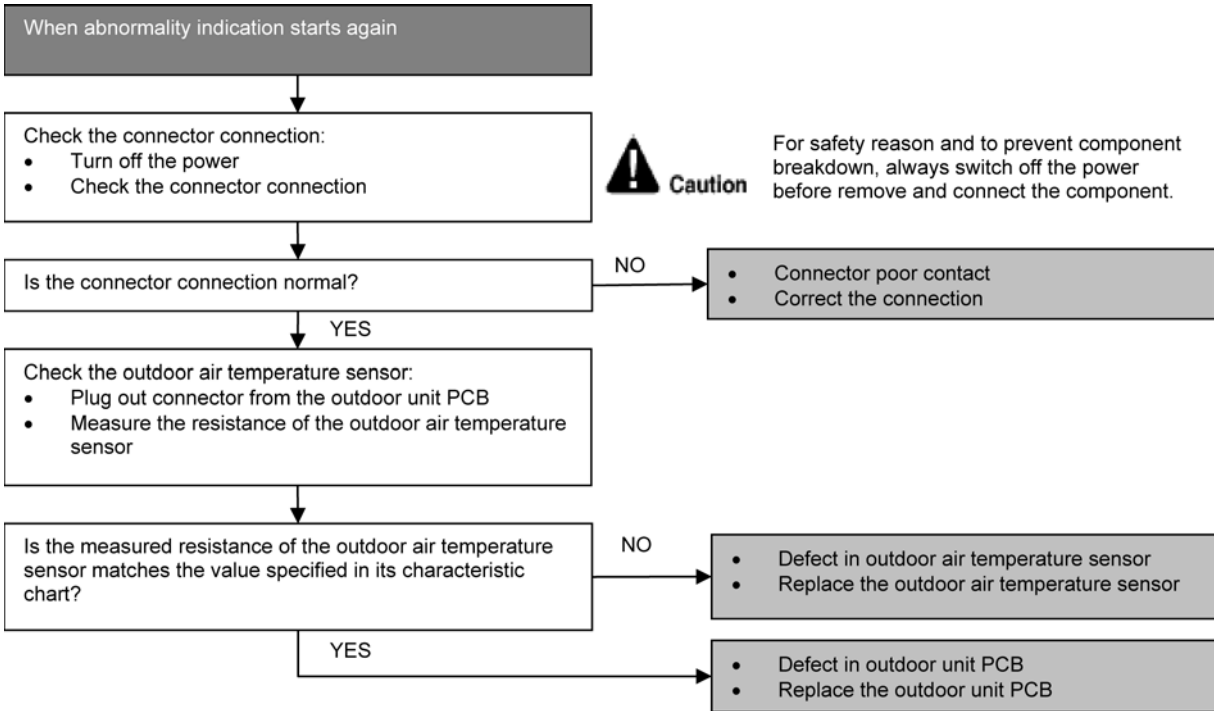 When abnormality indication starts again
Check the connector connection:
• Turn off the power
• Check the connector connection
Caution
For safety reason and to prevent component
breakdown, always switch off the power
before remove and connect the component.
Is the connector connection normal?
NO
• Connector poor contact
• Correct the connection
YES
Check the outdoor air temperature sensor:
• Plug out connector from the outdoor unit PCB
• Measure the resistance of the outdoor air temperature
sensor
Is the measured resistance of the outdoor air temperature
sensor matches the value specified in its characteristic
chart?
NO
• Defect in outdoor air temperature sensor
• Replace the outdoor air temperature sensor
YES
• Defect in outdoor unit PCB
• Replace the outdoor unit PCB